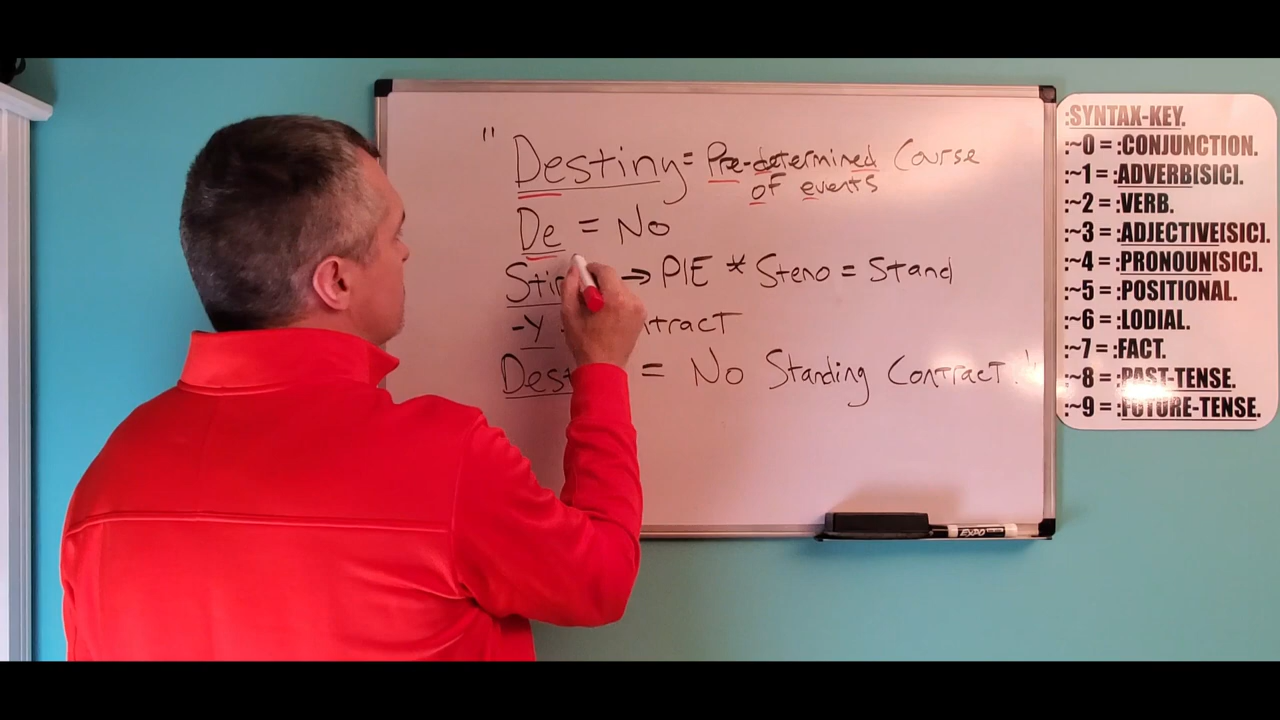 " Destiny = Pre-determined Course
of events
De = No
→ PIE * Steno = Stand
-Y
= No Standing Contract. "
:SYNTAX-KEY.
:~0 = :CONJUNCTION.
:~1 = :ADVERB[SIC].
:~2 = :VERB.
:~3 = :ADJECTIVE[SIC].
:~4 = :PRONOUN[SIC].
:~5 = :POSITIONAL.
:~6 = :LODIAL.
:~7 = :FACT.
:~8 = :PAST-TENSE.
:~9 = :FUTURE-TENSE.
EXPO